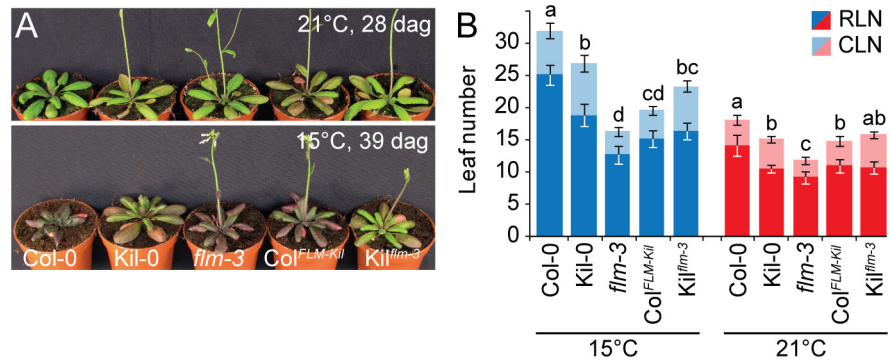 A
21°C, 28 dag
15°C, 39 dag
Col-0 Kil-0 flm-3 Col^FLM-Kil Kil^flm-3
B
RLN
CLN
Leaf number
30
25
20
15
10
5
0
a b d cd bc
a b c b ab
Col-0 Kil-0 flm-3 Col^FLM-Kil Kil^flm-3
Col-0 Kil-0 flm-3 Col^FLM-Kil Kil^flm-3
15°C 21°C